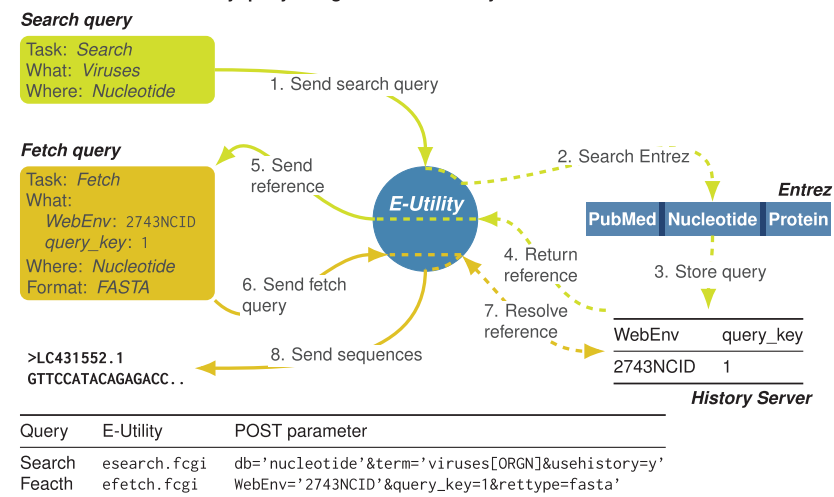 Search query
Task: Search
What: Viruses
Where: Nucleotide
1. Send search query
Fetch query
Task: Fetch
What:
WebEnv: 2743NCID
query_key: 1
Where: Nucleotide
Format: FASTA
5. Send
reference
E-Utility
2. Search Entrez
Entrez
PubMed Nucleotide Protein
3. Store query
4. Return
reference
6. Send fetch
query
7. Resolve
reference
WebEnv query_key
2743NCID 1
History Server
8. Send sequences
>LC431552.1
GTTCCATACAGAGACC..
Query E-Utility POST parameter
Search esearch.fcgi db='nucleotide'&term='viruses[ORGN]&usehistory=y'
Feacth efetch.fcgi WebEnv='2743NCID'&query_key=1&rettype=fasta'